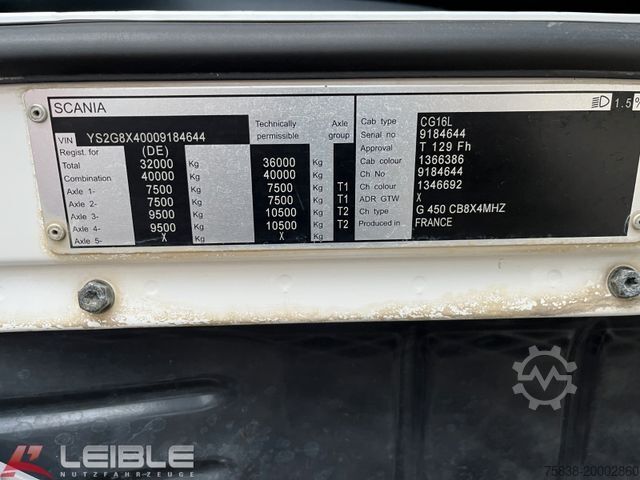 SCANIA
VIN YS2G8X40009184644
Regist. for (DE) Technically permissible Axle group
Total 32000 Kg 36000 Kg
Combination 40000 Kg 40000 Kg
Axle 1- 7500 Kg 7500 Kg T1
Axle 2- 7500 Kg 7500 Kg T1
Axle 3- 9500 Kg 10500 Kg T2
Axle 4- 9500 Kg 10500 Kg T2
Axle 5- X Kg X Kg
1.5%
Cab type CG16L
Serial no 9184644
Approval T 129 Fh
Cab colour 1366386
Ch No 9184644
Ch colour 1346692
ADR GTW X
Ch type G 450 CB8X4MHZ
Produced in FRANCE
LEIBLE
NUTZFAHRZEUGE
75838-20002860